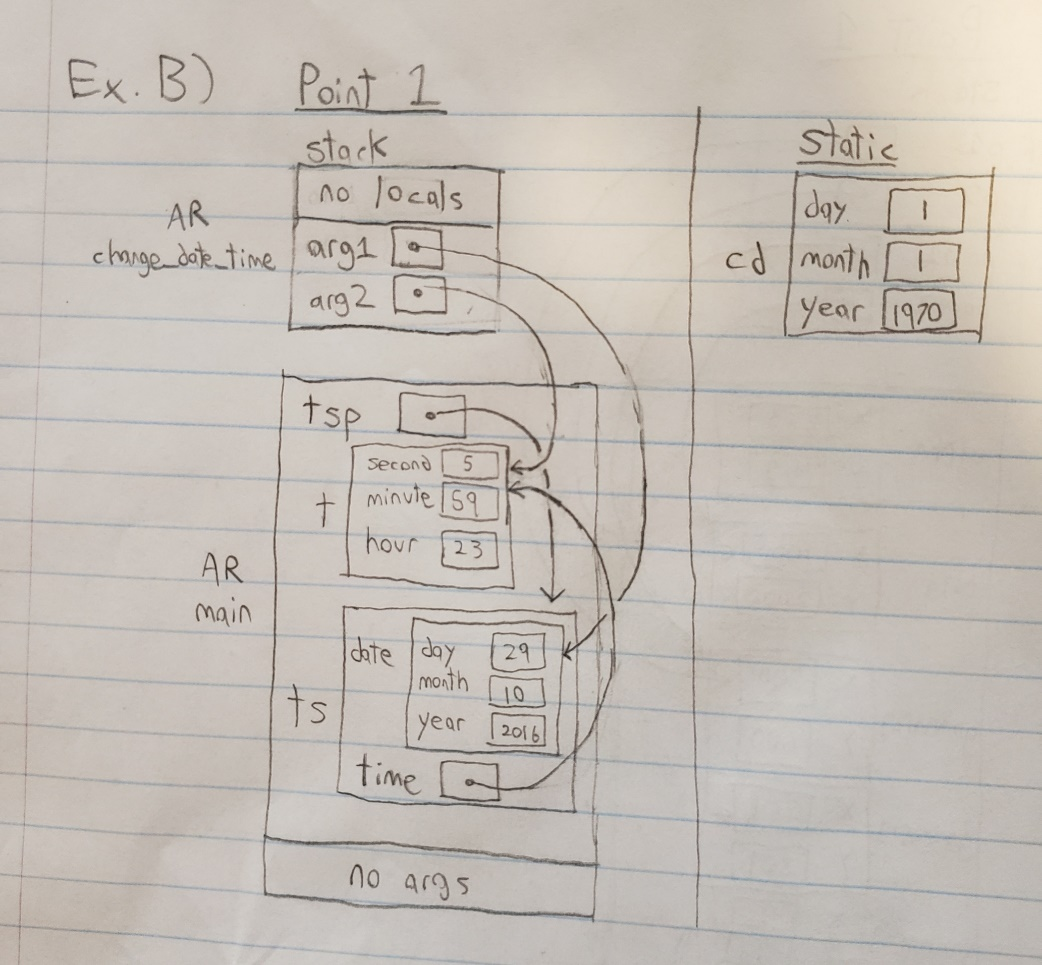 Ex. B) Point 1
stack
no locals
AR
change_date_time
arg1
arg2
tsp
t
second 5
minute 59
hour 23
AR
main
ts
date
day 29
month 10
year 2016
time
no args
static
cd
day 1
month 1
year 1970